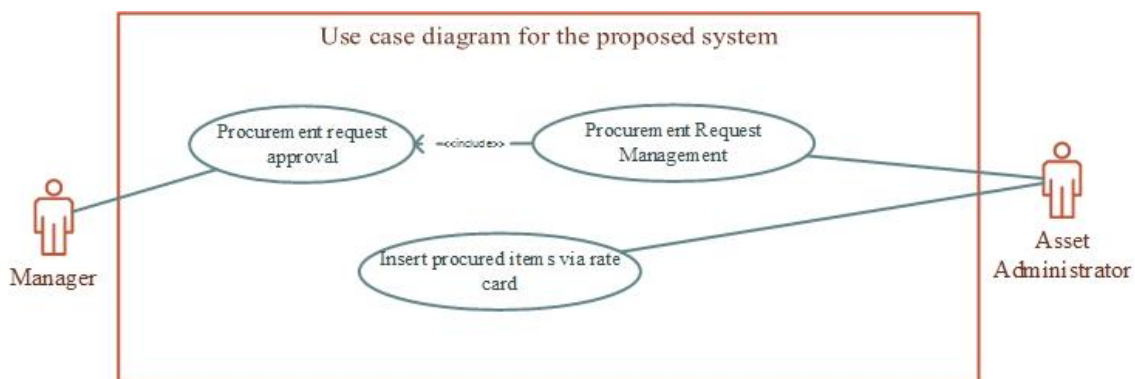 Use case diagram for the proposed system
Procurement request
approval
<<include>>
Procurement Request
Management
Manager
Insert procured items via rate
card
Asset
Administrator